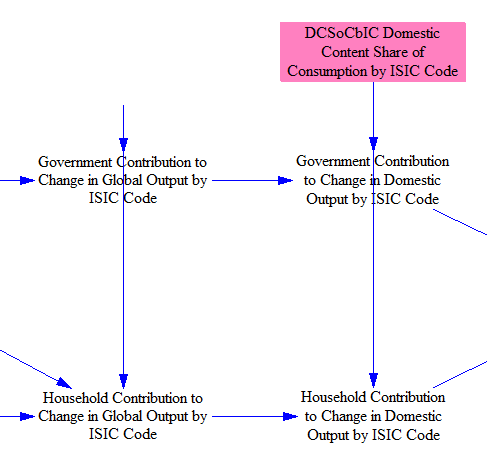 DCSoCbIC Domestic
Content Share of
Consumption by ISIC Code
Government Contribution to
Change in Global Output by
ISIC Code
Government Contribution
to Change in Domestic
Output by ISIC Code
Household Contribution to
Change in Global Output by
ISIC Code
Household Contribution
to Change in Domestic
Output by ISIC Code